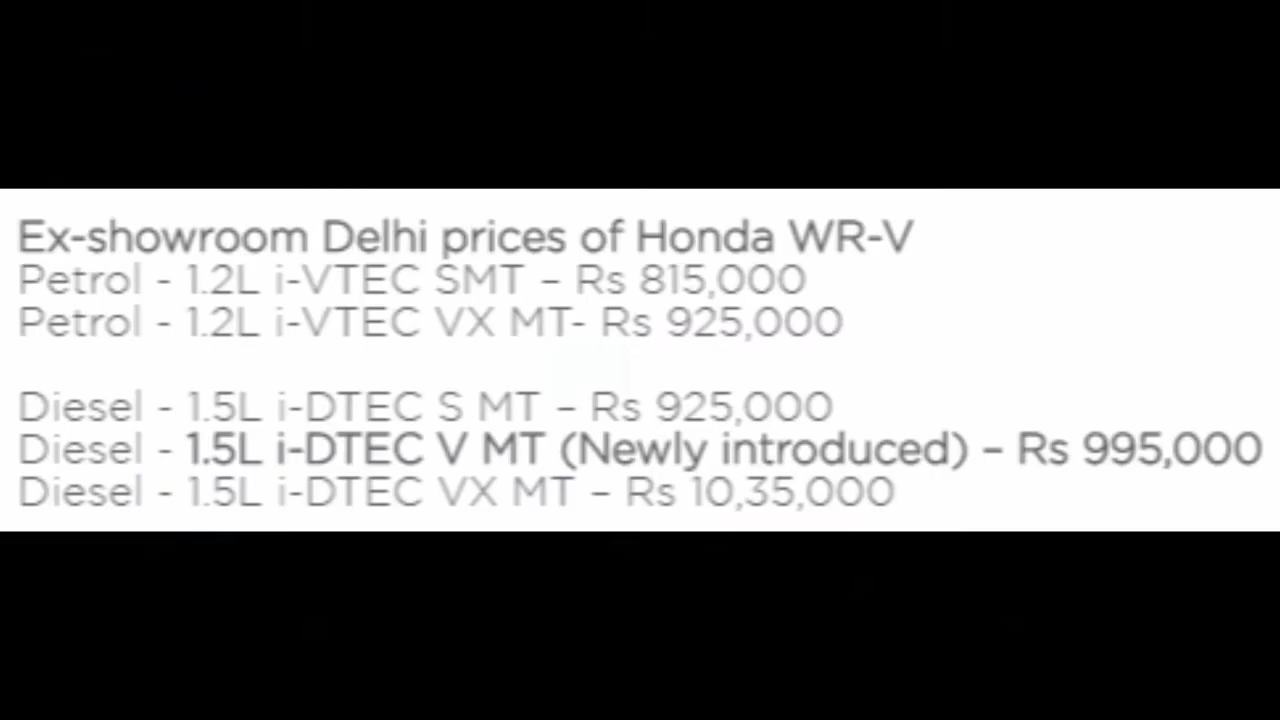 Ex-showroom Delhi prices of Honda WR-V
Petrol - 1.2L i-VTEC SMT – Rs 815,000
Petrol - 1.2L i-VTEC VX MT- Rs 925,000
Diesel - 1.5L i-DTEC S MT – Rs 925,000
Diesel - 1.5L i-DTEC V MT (Newly introduced) – Rs 995,000
Diesel - 1.5L i-DTEC VX MT – Rs 10,35,000